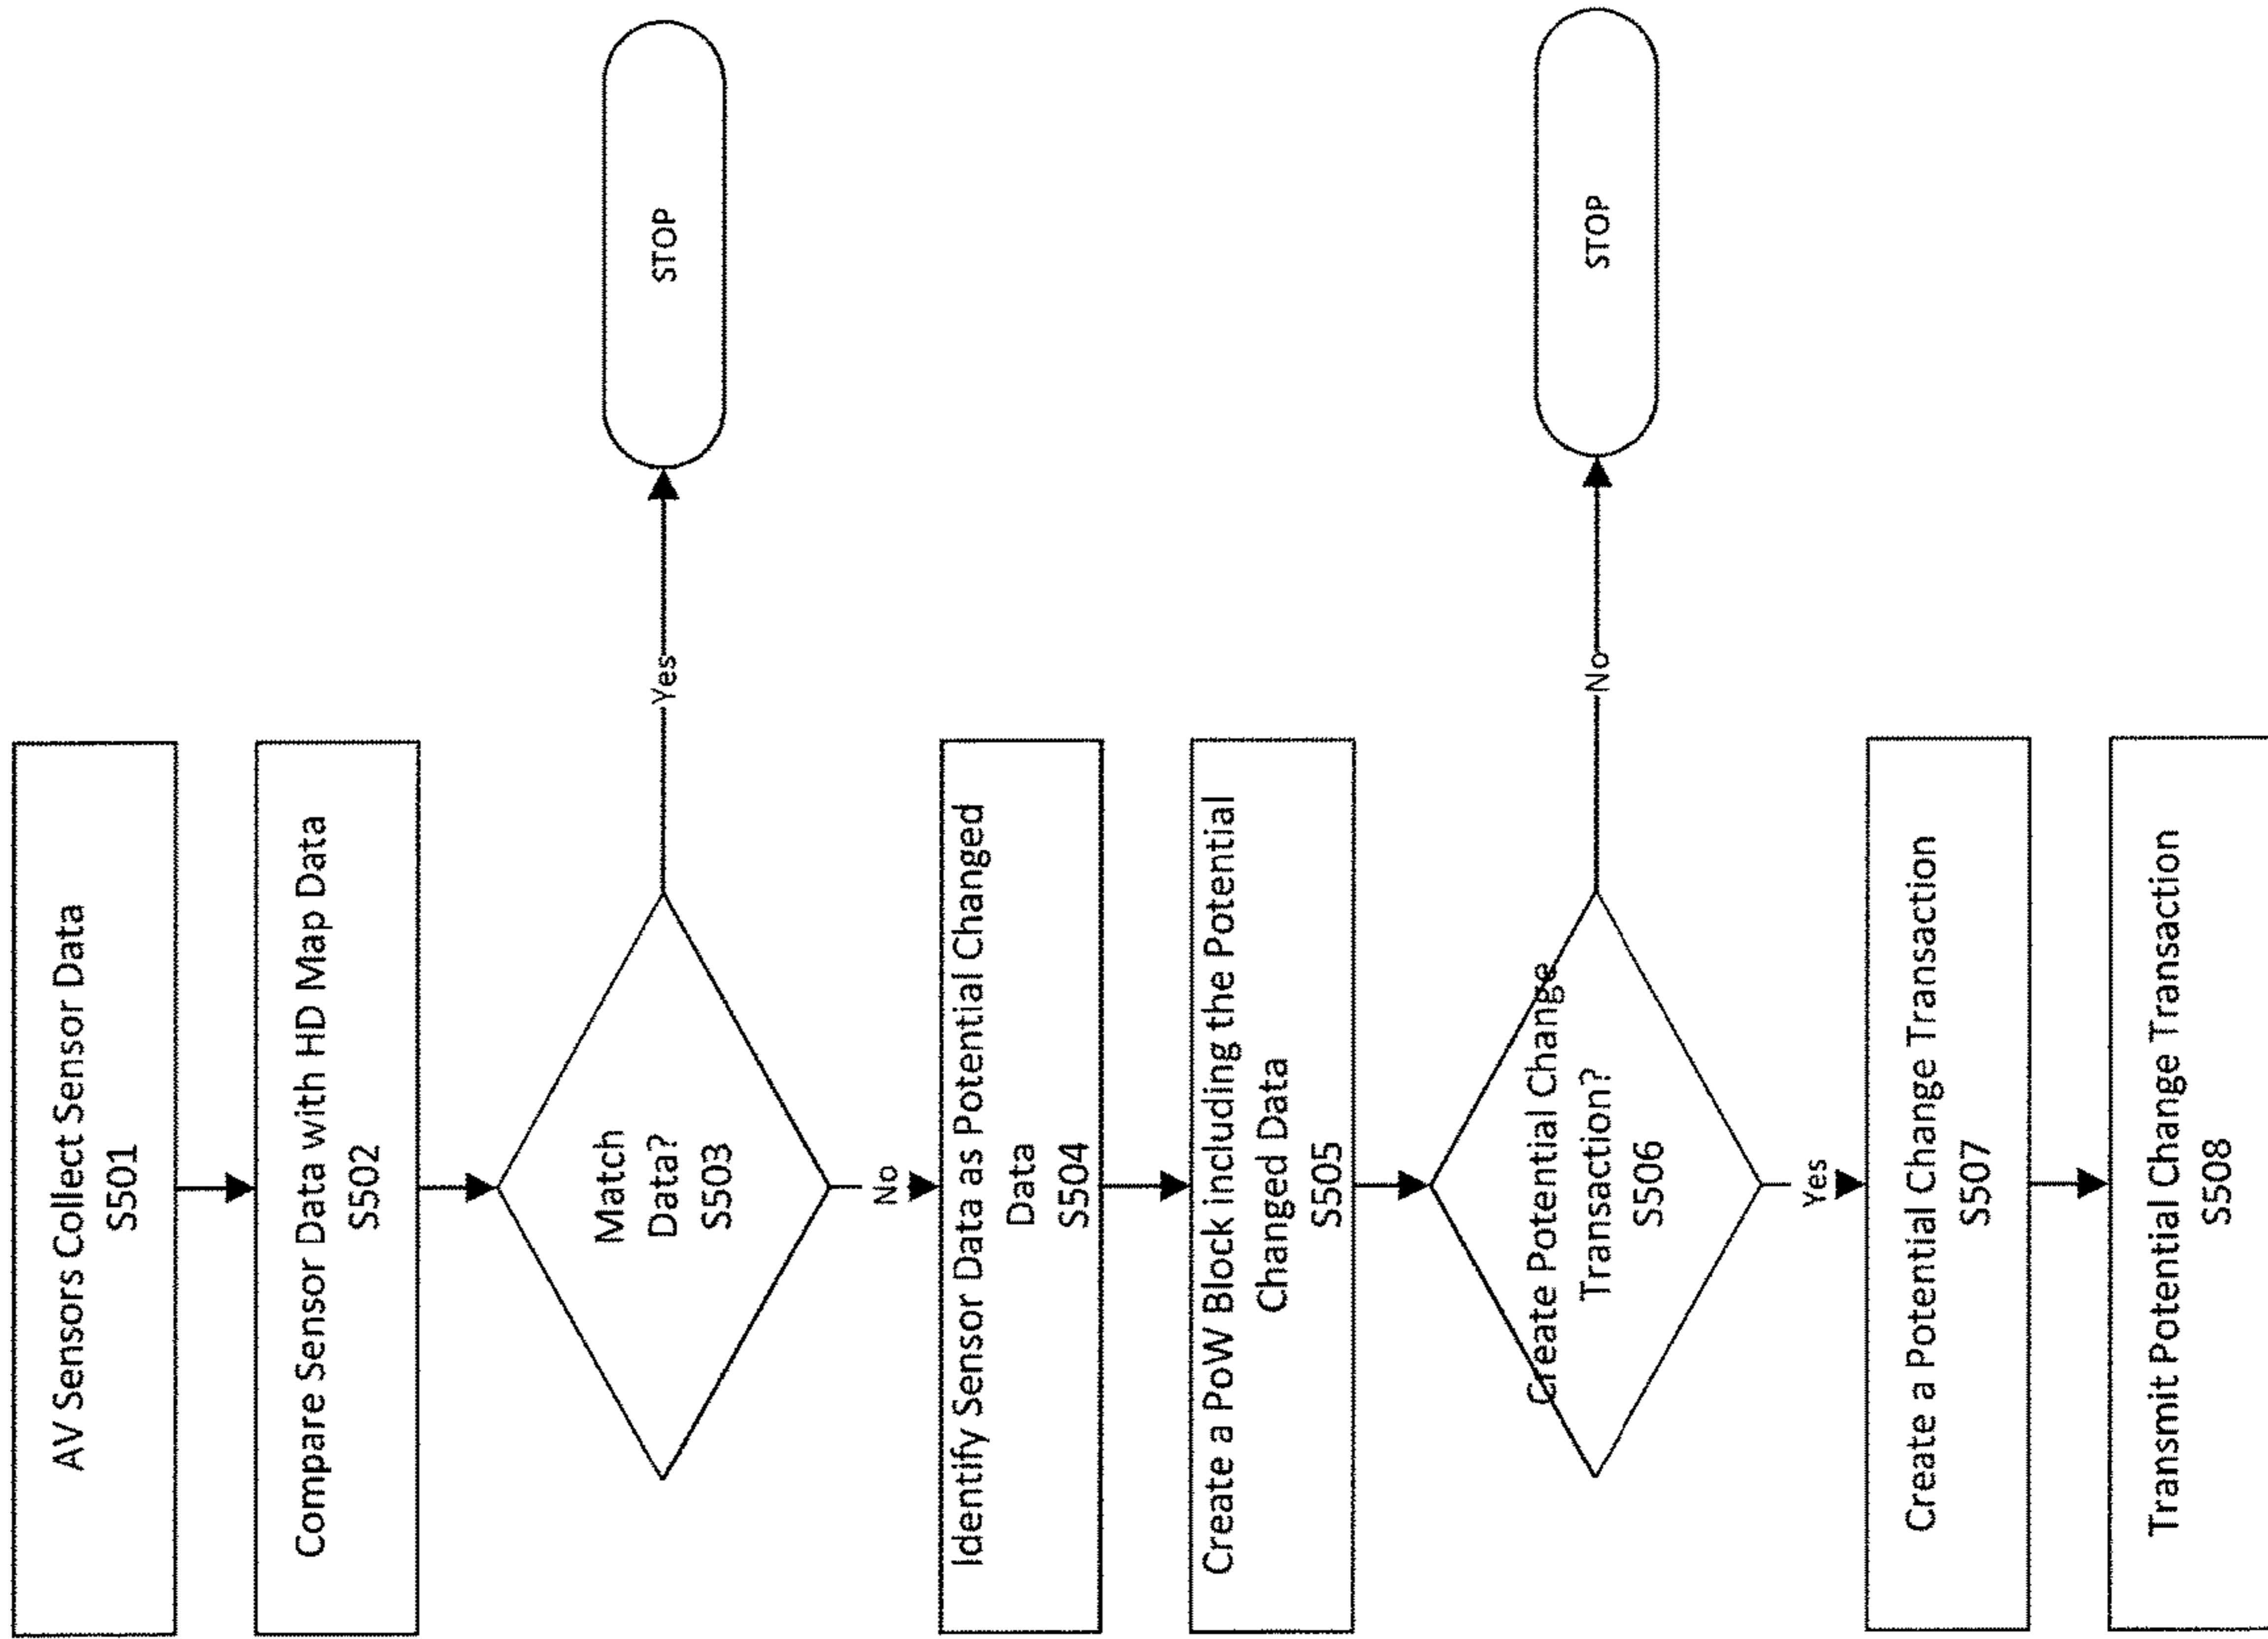 AV Sensors Collect Sensor Data
S501
Compare Sensor Data with HD Map Data
S502
Match
Data?
S503
Yes
STOP
No
Identify Sensor Data as Potential Changed
Data
S504
Create a PoW Block including the Potential
Changed Data
S505
Create Potential Change
Transaction?
S506
No
STOP
Yes
Create a Potential Change Transaction
S507
Transmit Potential Change Transaction
S508